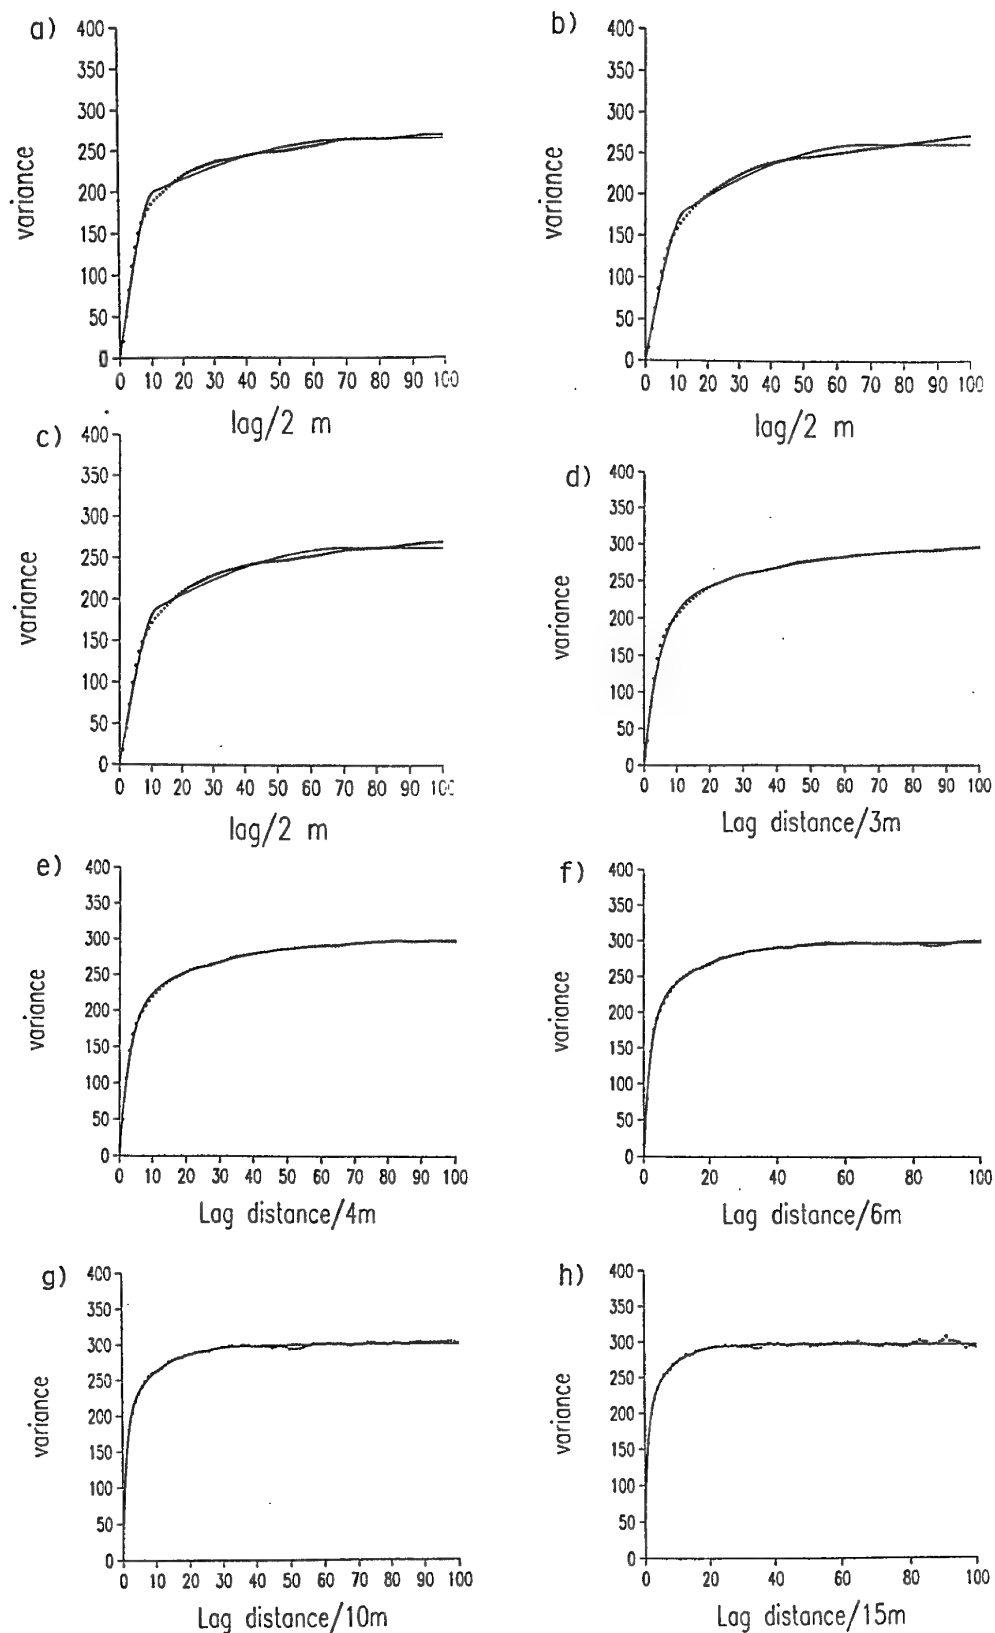 a)
400
350
300
250
200
150
100
50
0
variance
0 10 20 30 40 50 60 70 80 90 100
lag/2 m
b)
400
350
300
250
200
150
100
50
0
variance
0 10 20 30 40 50 60 70 80 90 100
lag/2 m
c)
400
350
300
250
200
150
100
50
0
variance
0 10 20 30 40 50 60 70 80 90 100
lag/2 m
d)
400
350
300
250
200
150
100
50
0
variance
0 10 20 30 40 50 60 70 80 90 100
Lag distance/3m
e)
400
350
300
250
200
150
100
50
0
variance
0 10 20 30 40 50 60 70 80 90 100
Lag distance/4m
f)
400
350
300
250
200
150
100
50
0
variance
0 20 40 60 80 100
Lag distance/6m
g)
400
350
300
250
200
150
100
50
0
variance
0 10 20 30 40 50 60 70 80 90 100
Lag distance/10m
h)
400
350
300
250
200
150
100
50
0
variance
0 20 40 60 80 100
Lag distance/15m